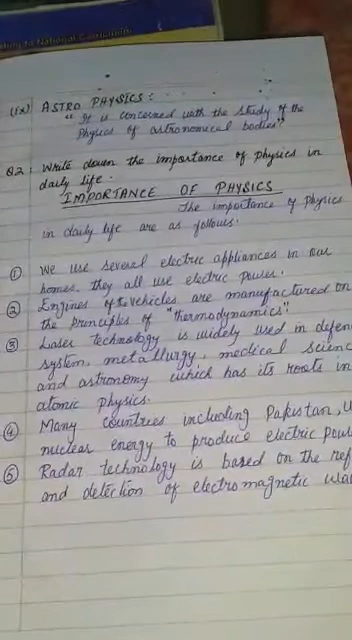 to National Curriculum
(ix) ASTRO PHYSICS :
"It is concerned with the study of the
physics of astronomical bodies"
Q2: Write down the importance of physics in
daily life.
IMPORTANCE OF PHYSICS
The importance of physics
in daily life are as follows.
① We use several electric appliances in our
homes. they all use electric power.
② Engines of vehicles are manufactured on
the principles of "thermodynamics".
③ Laser technology is widely used in defen
system, metallurgy, medical scienc
and astronomy which has its roots in
atomic physics.
④ Many countries including Pakistan, U
nuclear energy to produce electric pow
⑤ Radar technology is based on the ref
and detection of electromagnetic wa